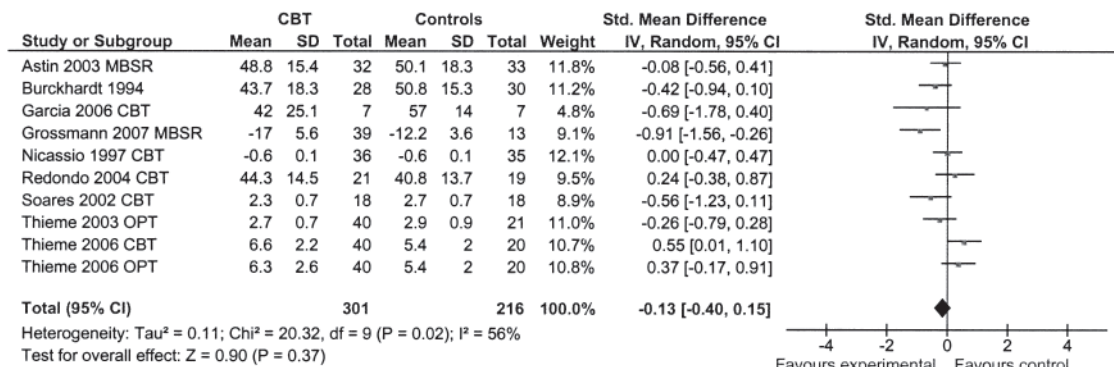 CBT Controls Std. Mean Difference Std. Mean Difference
Study or Subgroup Mean SD Total Mean SD Total Weight IV, Random, 95% CI IV, Random, 95% CI
Astin 2003 MBSR 48.8 15.4 32 50.1 18.3 33 11.8% -0.08 [-0.56, 0.41]
Burckhardt 1994 43.7 18.3 28 50.8 15.3 30 11.2% -0.42 [-0.94, 0.10]
Garcia 2006 CBT 42 25.1 7 57 14 7 4.8% -0.69 [-1.78, 0.40]
Grossmann 2007 MBSR -17 5.6 39 -12.2 3.6 13 9.1% -0.91 [-1.56, -0.26]
Nicassio 1997 CBT -0.6 0.1 36 -0.6 0.1 35 12.1% 0.00 [-0.47, 0.47]
Redondo 2004 CBT 44.3 14.5 21 40.8 13.7 19 9.5% 0.24 [-0.38, 0.87]
Soares 2002 CBT 2.3 0.7 18 2.7 0.7 18 8.9% -0.56 [-1.23, 0.11]
Thieme 2003 OPT 2.7 0.7 40 2.9 0.9 21 10.9% -0.26 [-0.79, 0.28]
Thieme 2006 CBT 6.6 2.2 40 5.4 2 20 10.7% 0.55 [0.01, 1.10]
Thieme 2006 OPT 6.3 2.6 40 5.4 2 20 10.8% 0.37 [-0.17, 0.91]
Total (95% CI) 301 216 100.0% -0.13 [-0.40, 0.15]
Heterogeneity: Tau² = 0.11; Chi² = 20.32, df = 9 (P = 0.02); I² = 56%
Test for overall effect: Z = 0.90 (P = 0.37)
-4 -2 0 2 4
Favours experimental Favours control